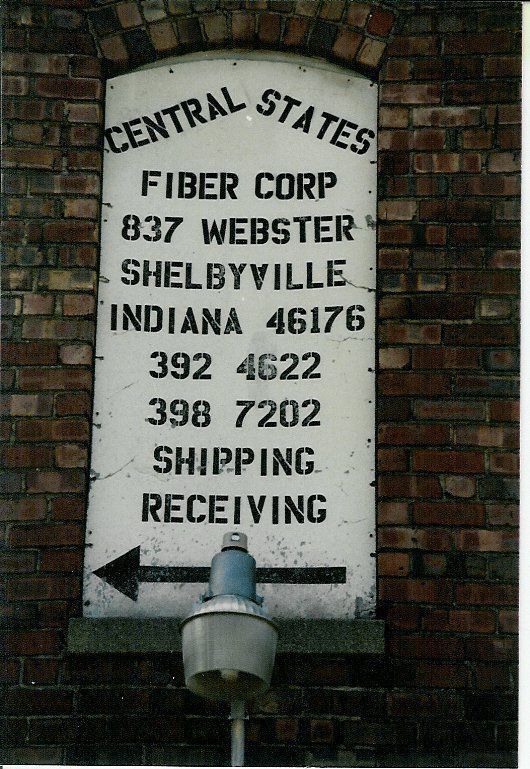 CENTRAL STATES
FIBER CORP
837 WEBSTER
SHELBYVILLE
INDIANA 46176
392 4622
398 7202
SHIPPING
RECEIVING